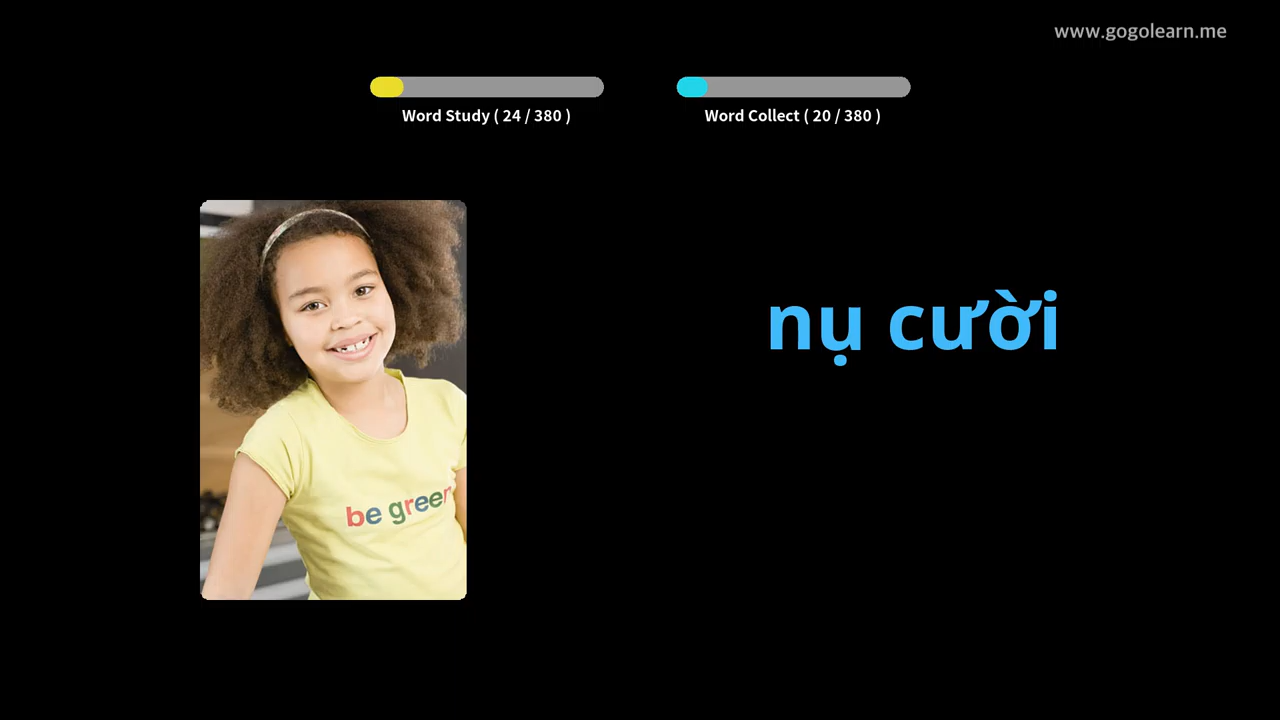 www.gogolearn.me
Word Study ( 24 / 380 )
Word Collect ( 20 / 380 )
nụ cười
be green